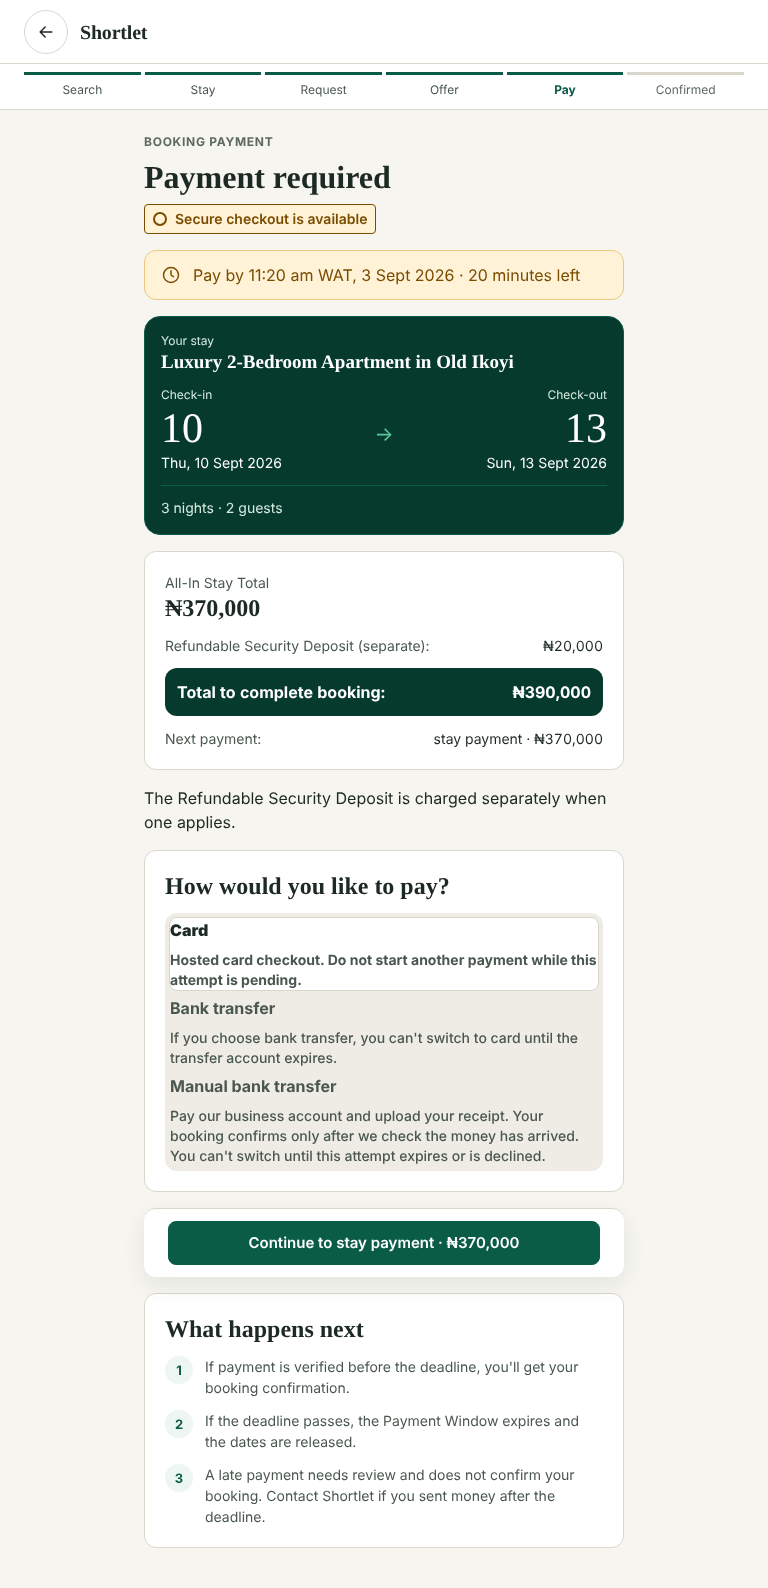 Shortlet
Search
Stay
Request
Offer
Pay
Confirmed
BOOKING PAYMENT
Payment required
Secure checkout is available
Pay by 11:20 am WAT, 3 Sept 2026 · 20 minutes left
Your stay
Luxury 2-Bedroom Apartment in Old Ikoyi
Check-in
Check-out
10
→
13
Thu, 10 Sept 2026
Sun, 13 Sept 2026
3 nights · 2 guests
All-In Stay Total
₦370,000
Refundable Security Deposit (separate): ₦20,000
Total to complete booking: ₦390,000
Next payment: stay payment · ₦370,000
The Refundable Security Deposit is charged separately when
one applies.
How would you like to pay?
Card
Hosted card checkout. Do not start another payment while this
attempt is pending.
Bank transfer
If you choose bank transfer, you can't switch to card until the
transfer account expires.
Manual bank transfer
Pay our business account and upload your receipt. Your
booking confirms only after we check the money has arrived.
You can't switch until this attempt expires or is declined.
Continue to stay payment · ₦370,000
What happens next
1 If payment is verified before the deadline, you'll get your
booking confirmation.
2 If the deadline passes, the Payment Window expires and
the dates are released.
3 A late payment needs review and does not confirm your
booking. Contact Shortlet if you sent money after the
deadline.